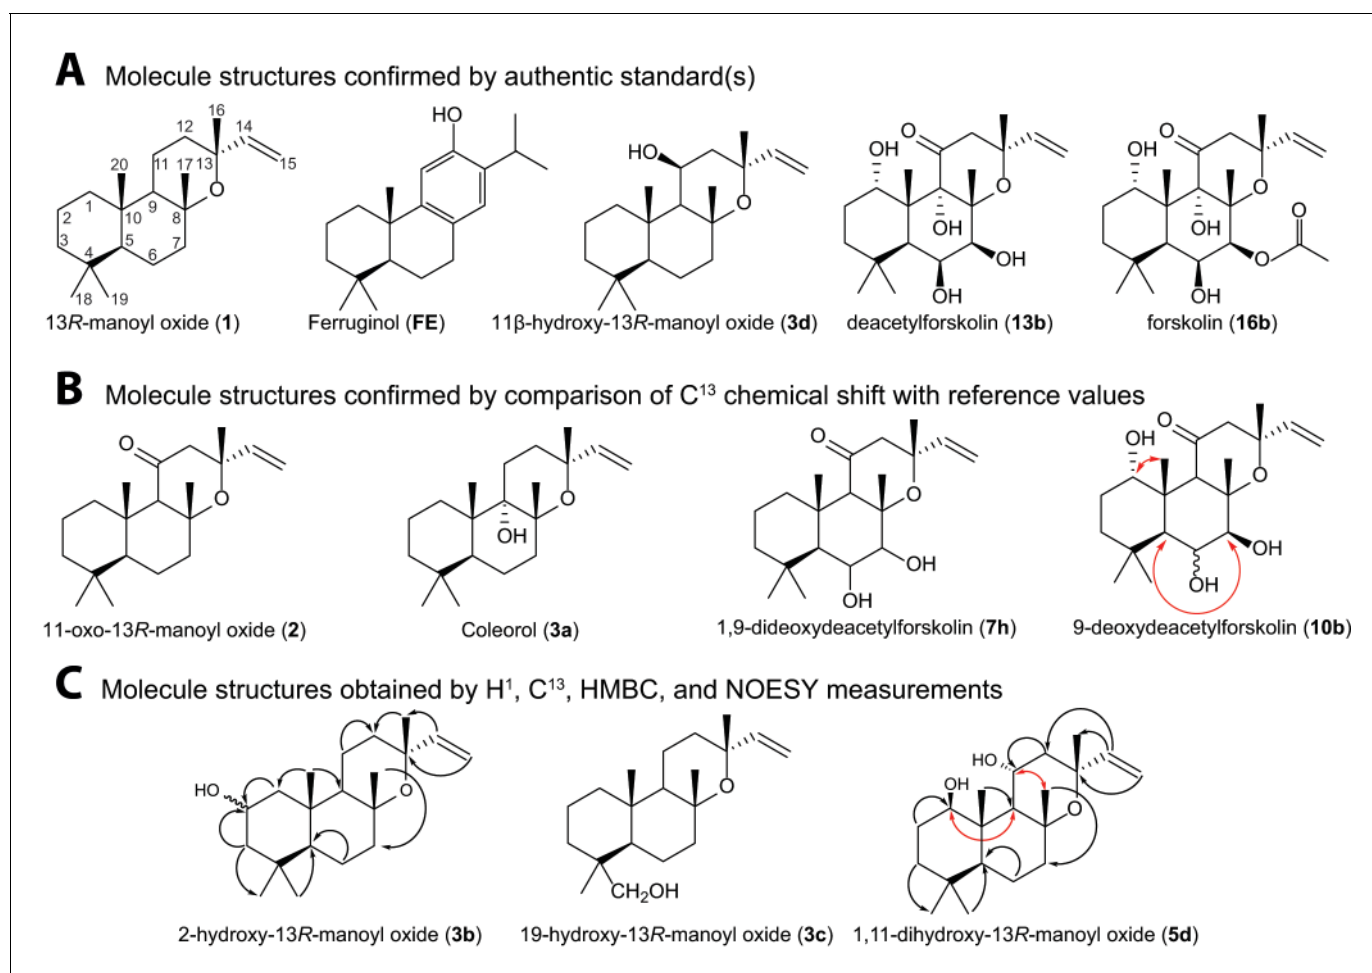 A Molecule structures confirmed by authentic standard(s)
16
12
14
HO
HO
O
OH
O
OH
11
20
17
13
15
O
O
O
O
O
1
9
8
2
10
3
5
7
4
6
OH
OH
OH
OH
O
18
19
13R-manoyl oxide (1)
Ferruginol (FE)
11β-hydroxy-13R-manoyl oxide (3d)
deacetylforskolin (13b)
forskolin (16b)
B Molecule structures confirmed by comparison of C13 chemical shift with reference values
O
O
OH
O
O
O
O
O
OH
OH
OH
OH
OH
11-oxo-13R-manoyl oxide (2)
Coleorol (3a)
1,9-dideoxydeacetylforskolin (7h)
9-deoxydeacetylforskolin (10b)
C Molecule structures obtained by H1, C13, HMBC, and NOESY measurements
HO
O
O
CH2OH
HO
OH
O
2-hydroxy-13R-manoyl oxide (3b)
19-hydroxy-13R-manoyl oxide (3c)
1,11-dihydroxy-13R-manoyl oxide (5d)